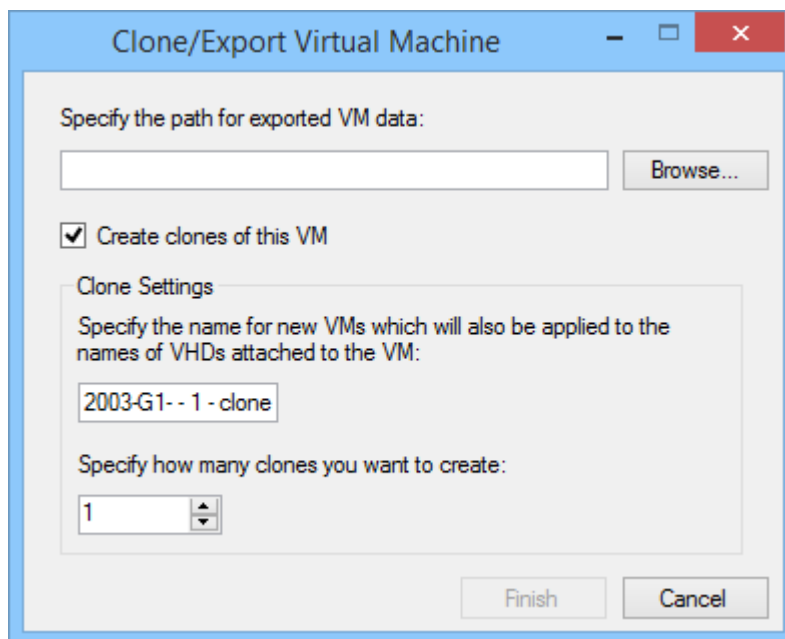 Clone/Export Virtual Machine
Specify the path for exported VM data:
Browse...
Create clones of this VM
Clone Settings
Specify the name for new VMs which will also be applied to the
names of VHDs attached to the VM:
2003-G1- - 1 - clone
Specify how many clones you want to create:
1
Finish Cancel